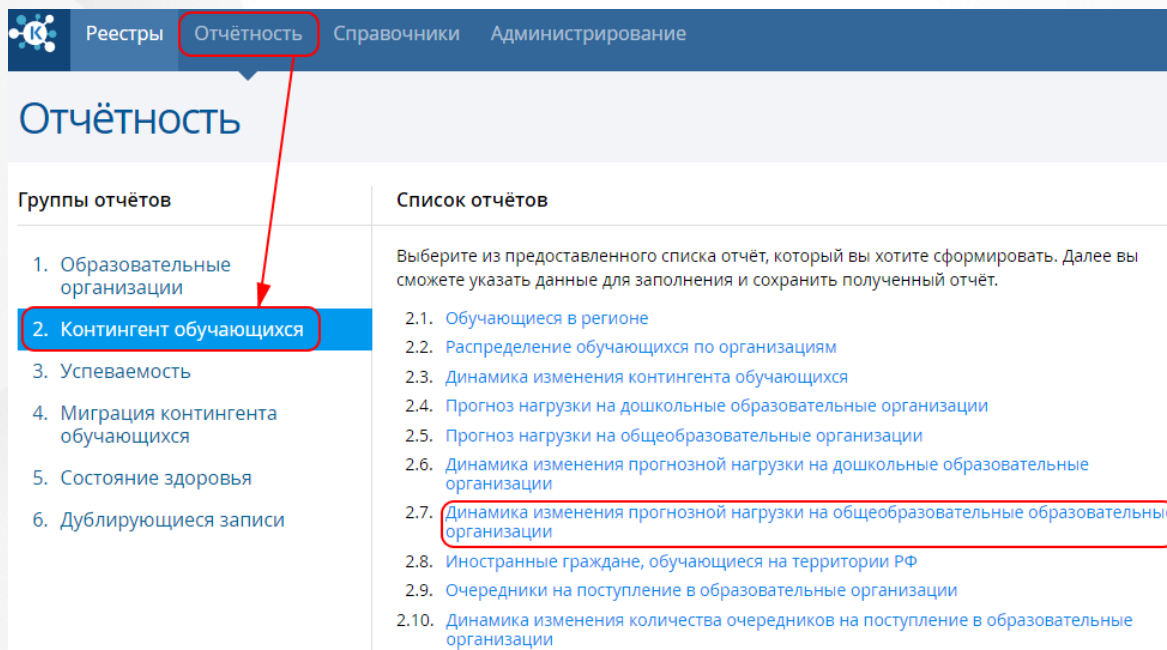 К
Реестры Отчётность Справочники Администрирование
Отчётность
Группы отчётов
1. Образовательные
организации
2. Контингент обучающихся
3. Успеваемость
4. Миграция контингента
обучающихся
5. Состояние здоровья
6. Дублирующиеся записи
Список отчётов
Выберите из предоставленного списка отчёт, который вы хотите сформировать. Далее вы
сможете указать данные для заполнения и сохранить полученный отчёт.
2.1. Обучающиеся в регионе
2.2. Распределение обучающихся по организациям
2.3. Динамика изменения контингента обучающихся
2.4. Прогноз нагрузки на дошкольные образовательные организации
2.5. Прогноз нагрузки на общеобразовательные организации
2.6. Динамика изменения прогнозной нагрузки на дошкольные образовательные
организации
2.7. Динамика изменения прогнозной нагрузки на общеобразовательные образовательны
организации
2.8. Иностранные граждане, обучающиеся на территории РФ
2.9. Очередники на поступление в образовательные организации
2.10. Динамика изменения количества очередников на поступление в образовательные
организации